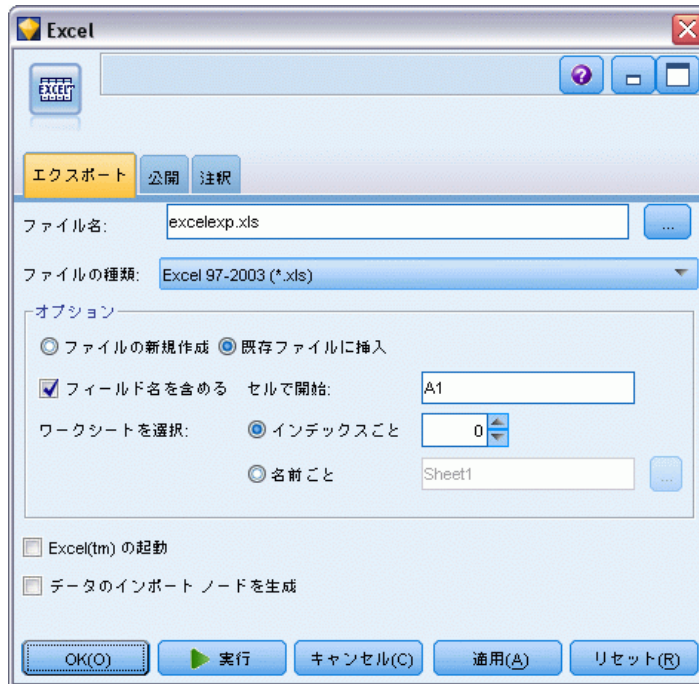 Excel
EXCEL
エクスポート 公開 注釈
ファイル名: excelexp.xls ...
ファイルの種類: Excel 97-2003 (*.xls)
オプション
ファイルの新規作成 既存ファイルに挿入
フィールド名を含める セルで開始: A1
ワークシートを選択: インデックスごと 0
名前ごと Sheet1 ...
Excel(tm) の起動
データのインポート ノードを生成
OK(O) 実行 キャンセル(C) 適用(A) リセット(R)